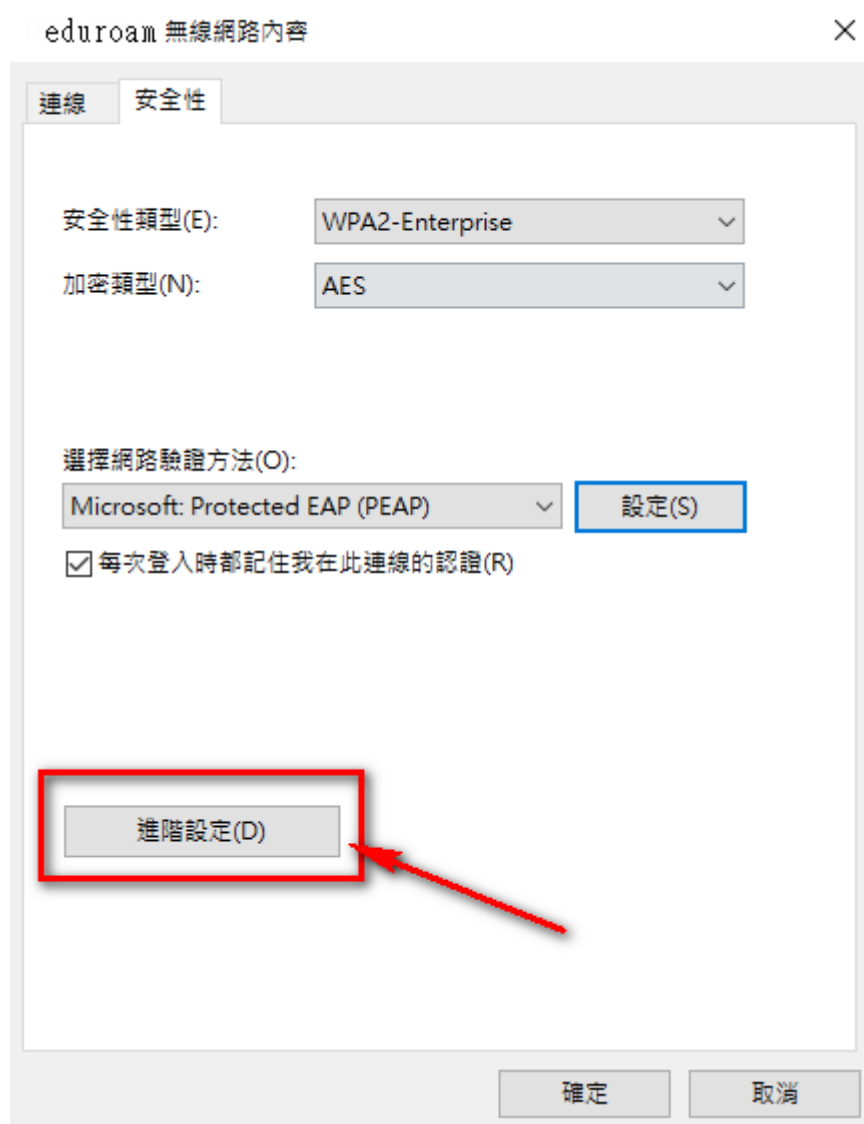 eduroam 無線網路內容
連線 安全性
安全性類型(E): WPA2-Enterprise
加密類型(N): AES
選擇網路驗證方法(O):
Microsoft: Protected EAP (PEAP) 設定(S)
每次登入時都記住我在此連線的認證(R)
進階設定(D)
確定 取消